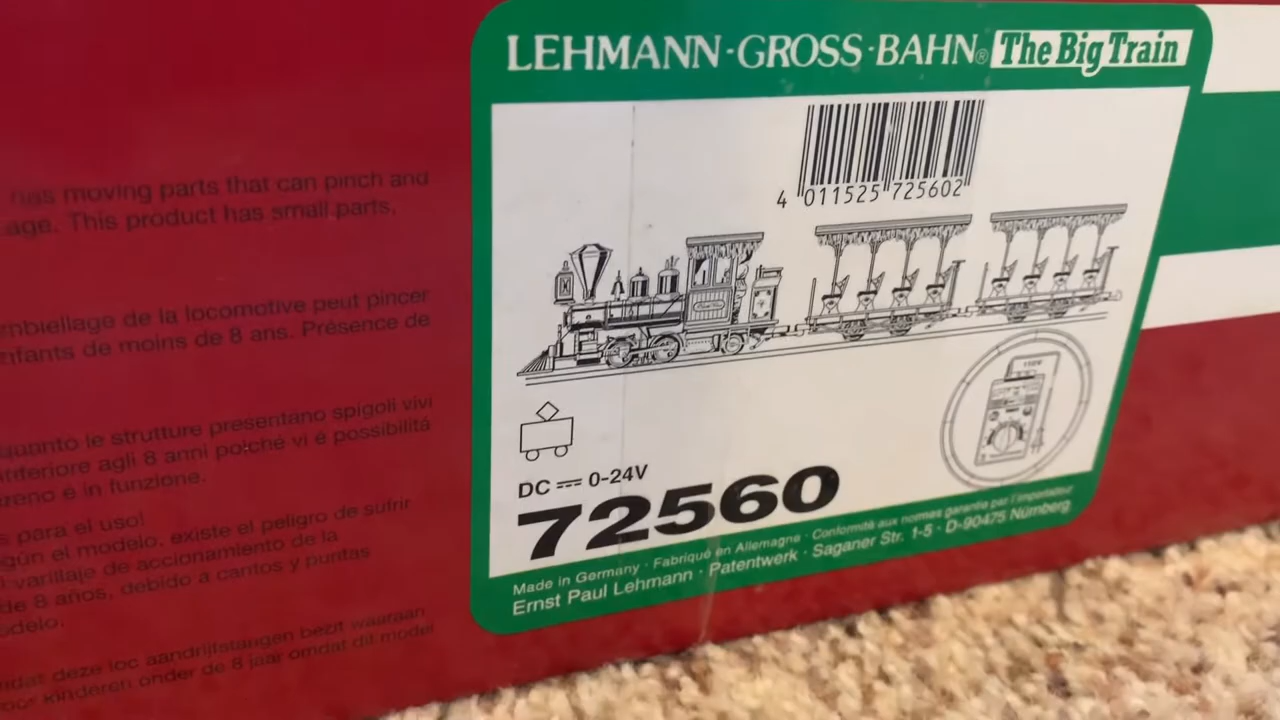 LEHMANN·GROSS·BAHN® The Big Train
4 011525 725602
110V
DC 0-24V
72560
Made in Germany · Fabriqué en Allemagne · Conformité aux normes garantie par l'importateur
Ernst Paul Lehmann · Patentwerk · Saganer Str. 1-5 · D-90475 Nürnberg
has moving parts that can pinch and
age. This product has small parts,
mbiellage de la locomotive peut pincer
nfants de moins de 8 ans. Présence de
quanto le strutture presentano spigoli vivi
inferiore agli 8 anni poiché vi è possibilitá
reno è in funzione.
s para el uso!
gún el modelo, existe el peligro de sufrir
varillaje de accionamiento de la
de 8 años, debido a cantos y puntas
odelo.
mdat deze loc aandrijfstangen bezit waaraan
oor kinderen onder de 8 jaar omdat dit model